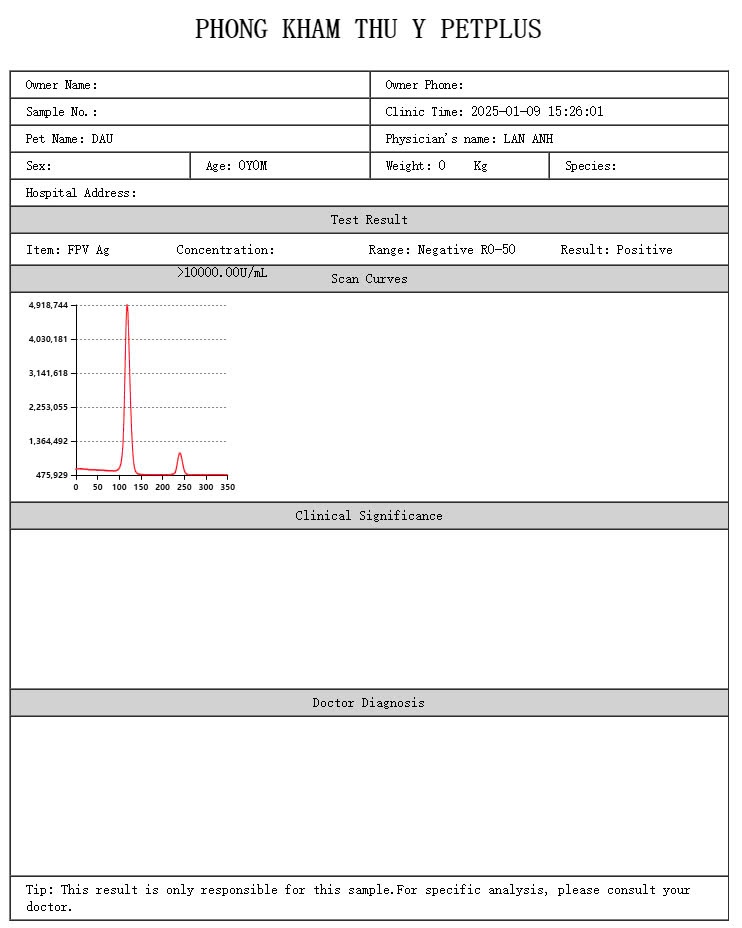 PHONG KHAM THU Y PETPLUS
Owner Name: Owner Phone:
Sample No.: Clinic Time: 2025-01-09 15:26:01
Pet Name: DAU Physician's name: LAN ANH
Sex: Age: 0Y0M Weight: 0 Kg Species:
Hospital Address:
Test Result
Item: FPV Ag Concentration: Range: Negative R0-50 Result: Positive
>10000.00U/mL
Scan Curves
4,918,744
4,030,181
3,141,618
2,253,055
1,364,492
475,929
0 50 100 150 200 250 300 350
Clinical Significance
Doctor Diagnosis
Tip: This result is only responsible for this sample.For specific analysis, please consult your
doctor.